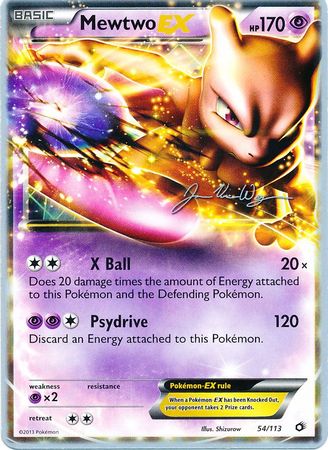 BASIC
Mewtwo EX HP170
X Ball 20×
Does 20 damage times the amount of Energy attached
to this Pokémon and the Defending Pokémon.
Psydrive 120
Discard an Energy attached to this Pokémon.
weakness resistance
×2
retreat
Pokémon-EX rule
When a Pokémon-EX has been Knocked Out,
your opponent takes 2 Prize cards.
©2013 Pokémon Illus. Shizurow 54/113